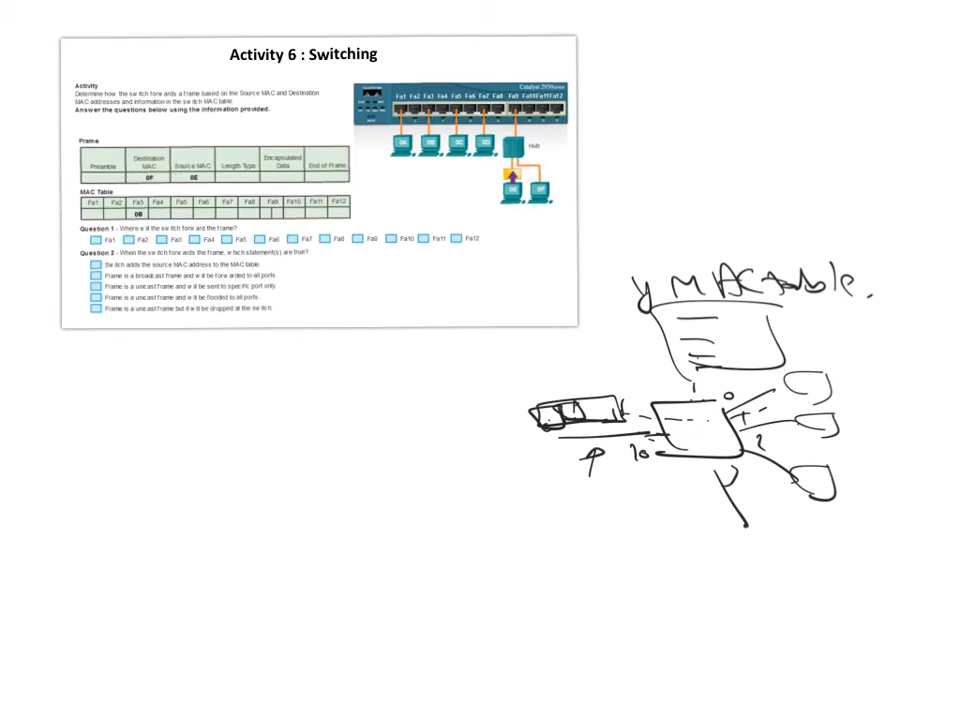 Activity 6 : Switching
Activity
Determine how the switch forwards a frame based on the Source MAC and Destination
MAC addresses and information in the switch MAC table.
Answer the questions below using the information provided.
Catalyst 2950
Fa1 Fa2 Fa3 Fa4 Fa5 Fa6 Fa7 Fa8 Fa9 Fa10 Fa11 Fa12
0A 0B 0C 0D
Hub
0E 0F
Frame
Preamble Destination MAC Source MAC Length Type Encapsulated Data End of Frame
0F 0E
MAC Table
Fa1 Fa2 Fa3 Fa4 Fa5 Fa6 Fa7 Fa8 Fa9 Fa10 Fa11 Fa12
0B
Question 1 - Where will the switch forward the frame?
Fa1 Fa2 Fa3 Fa4 Fa5 Fa6 Fa7 Fa8 Fa9 Fa10 Fa11 Fa12
Question 2 - When the switch forwards the frame, which statement(s) are true?
Switch adds the source MAC address to the MAC table.
Frame is a broadcast frame and will be forwarded to all ports.
Frame is a unicast frame and will be sent to specific port only.
Frame is a unicast frame and will be flooded to all ports.
Frame is a unicast frame but it will be dropped at the switch.
MAC table.
0
1
2
10